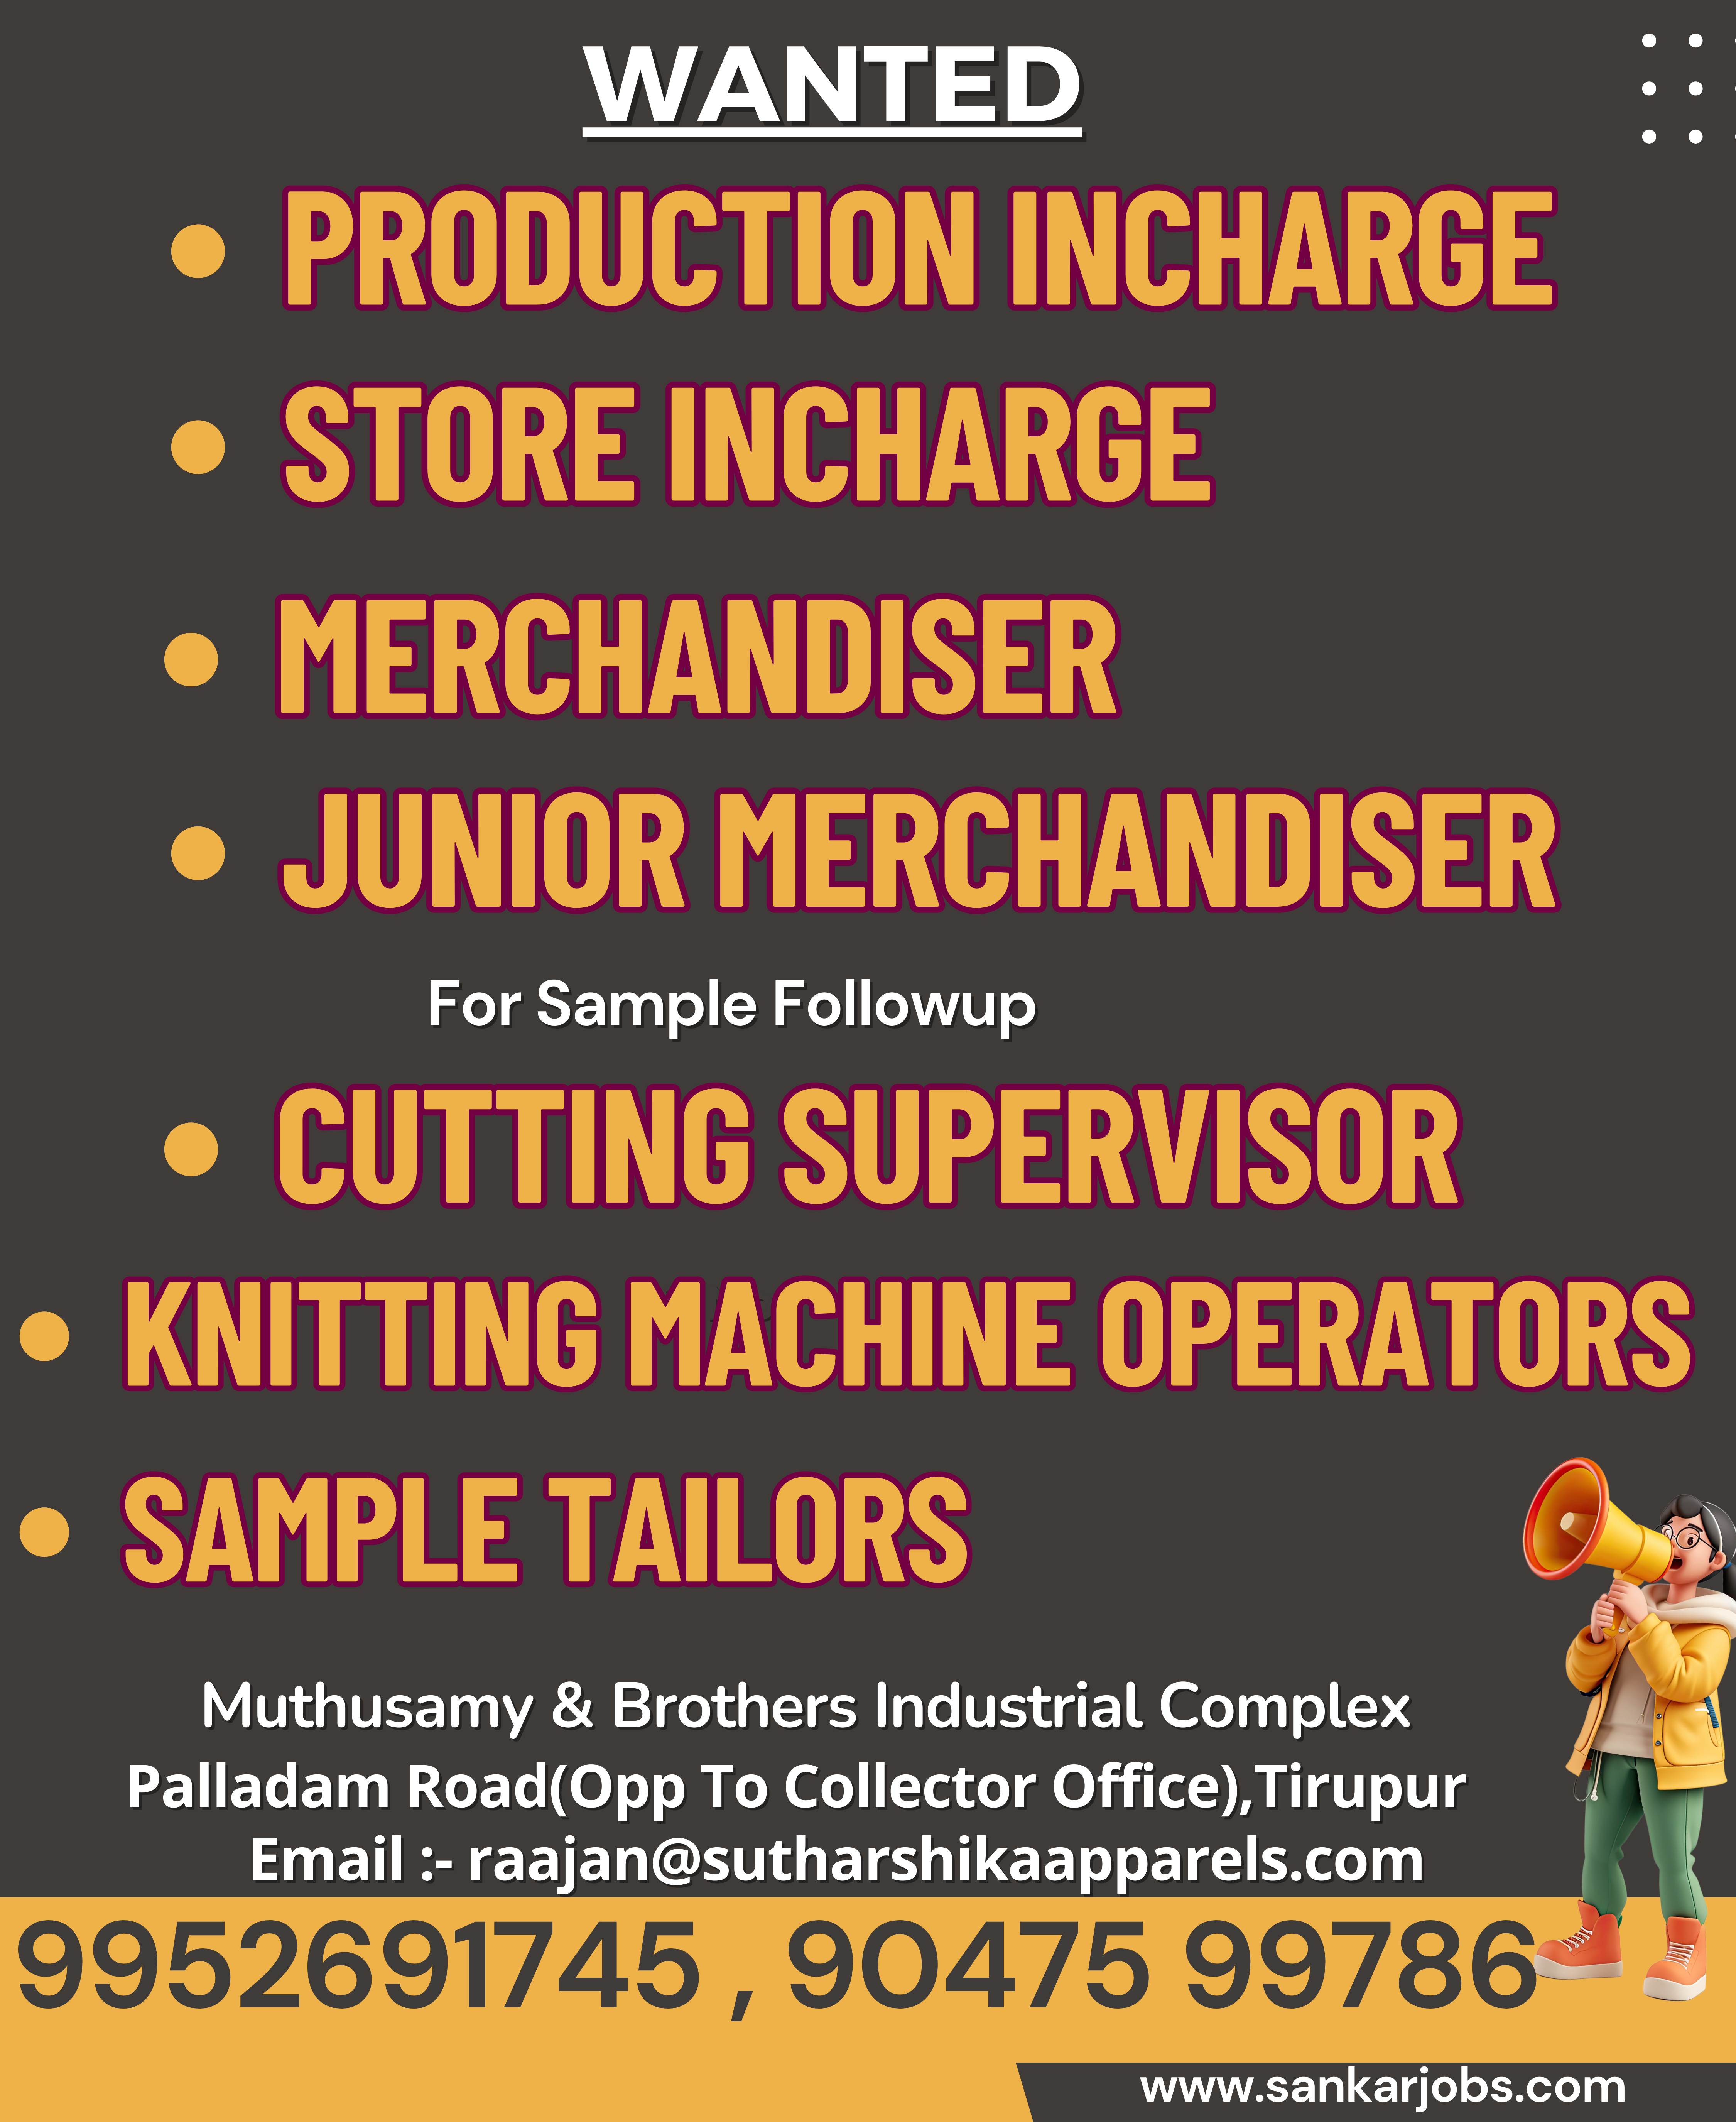 WANTED
PRODUCTION INCHARGE
STORE INCHARGE
MERCHANDISER
JUNIOR MERCHANDISER
For Sample Followup
CUTTING SUPERVISOR
KNITTING MACHINE OPERATORS
SAMPLE TAILORS
Muthusamy & Brothers Industrial Complex
Palladam Road(Opp To Collector Office),Tirupur
Email :- raajan@sutharshikaapparels.com
9952691745 , 90475 99786
www.sankarjobs.com